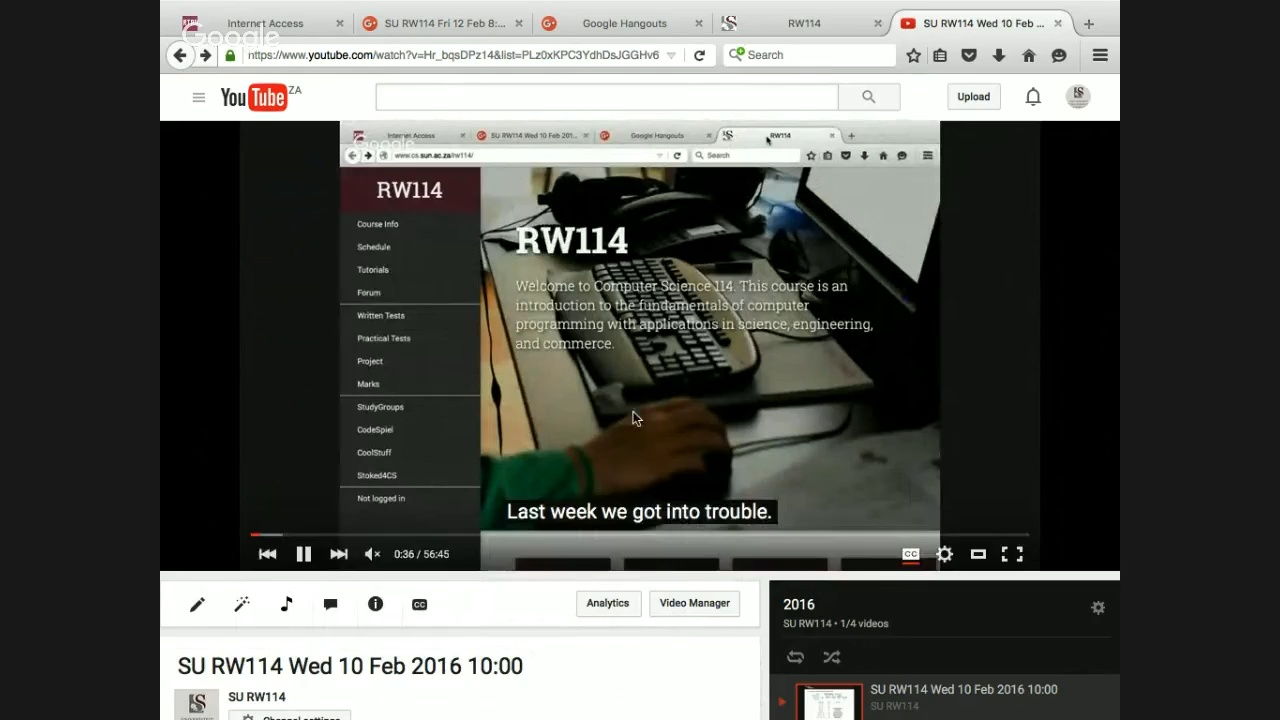 Internet Access
SU RW114 Fri 12 Feb 8:...
Google Hangouts
RW114
SU RW114 Wed 10 Feb ...
Google
https://www.youtube.com/watch?v=Hr_bqsDPz14&list=PLz0xKPC3YdhDsJGGHv6
Search
YouTube ZA
Upload
Internet Access
SU RW114 Wed 10 Feb 201...
Google Hangouts
RW114
Google
www.cs.sun.ac.za/rw114/
Search
RW114
Course Info
Schedule
Tutorials
Forum
Written Tests
Practical Tests
Project
Marks
StudyGroups
CodeSpiel
CoolStuff
Stoked4CS
Not logged in
RW114
Welcome to Computer Science 114. This course is an
introduction to the fundamentals of computer
programming with applications in science, engineering,
and commerce.
Last week we got into trouble.
0:36 / 56:45
CC
CC
Analytics
Video Manager
SU RW114 Wed 10 Feb 2016 10:00
SU RW114
Channel settings
2016
SU RW114 • 1/4 videos
SU RW114 Wed 10 Feb 2016 10:00
SU RW114